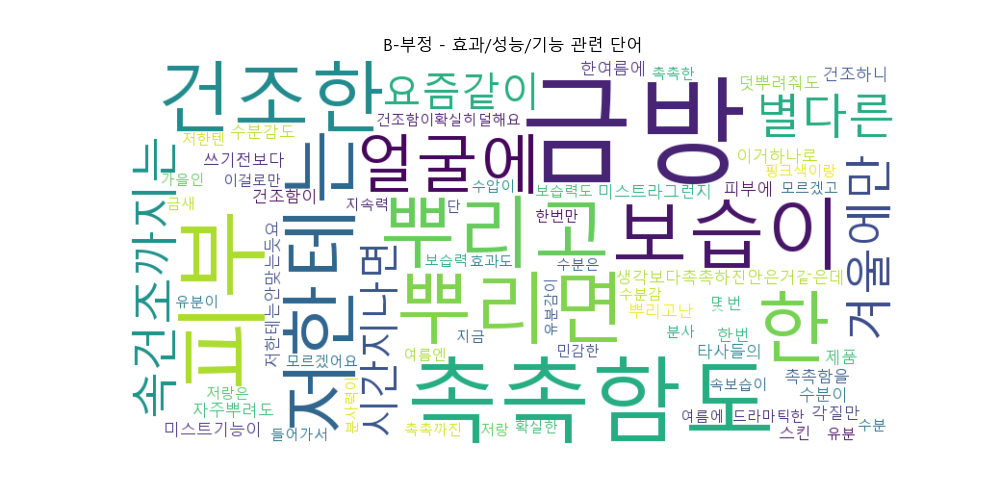 B-부정 - 효과/성능/기능 관련 단어
건조한
요즘같이
금방
한여름에
촉촉한
덧뿌려줘도
건조하니
별다른
건조함이확실히덜해요
저한텐
수분감도
는
얼굴에
쓰기전보다
이거하나로
가을인
이걸로만
건조함이
수압이
보습력도
미스트라그런지
피부에
핑크색이랑
모르겠고
금새
지속력
단
한번만
속건조까지는
피부
저한테
뿌리고
보습이
겨울에만
저한테는안맞는듯요
시간지나면
보습력
효과도
수분은
생각보다촉촉하진안은거같은데
유분이
뿌리면
유분감이
수분감
몇번
뿌리고난
한
지금
분사
한번
모르겠어요
여름엔
민감한
타사들의
제품
저랑은
분사력이
촉촉함도
속보습이
촉촉함을
수분이
자주뿌려도
여름에
드라마틱한
각질만
미스트기능이
들어가서
촉촉까진
저랑
확실한
스킨
유분
수분